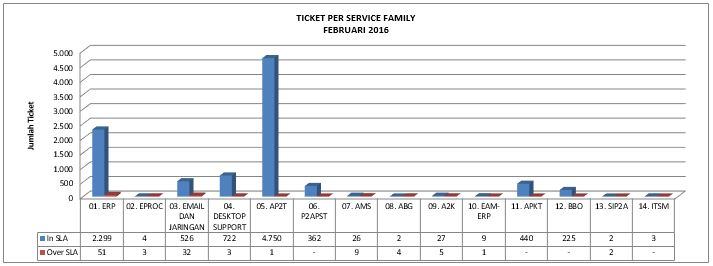 TICKET PER SERVICE FAMILY
FEBRUARI 2016
Jumlah Ticket
5.000
4.500
4.000
3.500
3.000
2.500
2.000
1.500
1.000
500
0
01. ERP 02. EPROC 03. EMAIL DAN JARINGAN 04. DESKTOP SUPPORT 05. AP2T 06. P2APST 07. AMS 08. ABG 09. A2K 10. EAM-ERP 11. APKT 12. BBO 13. SIP2A 14. ITSM
In SLA 2.299 4 526 722 4.750 362 26 2 27 9 440 225 2 3
Over SLA 51 3 32 3 1 - 9 4 5 1 - - 2 -